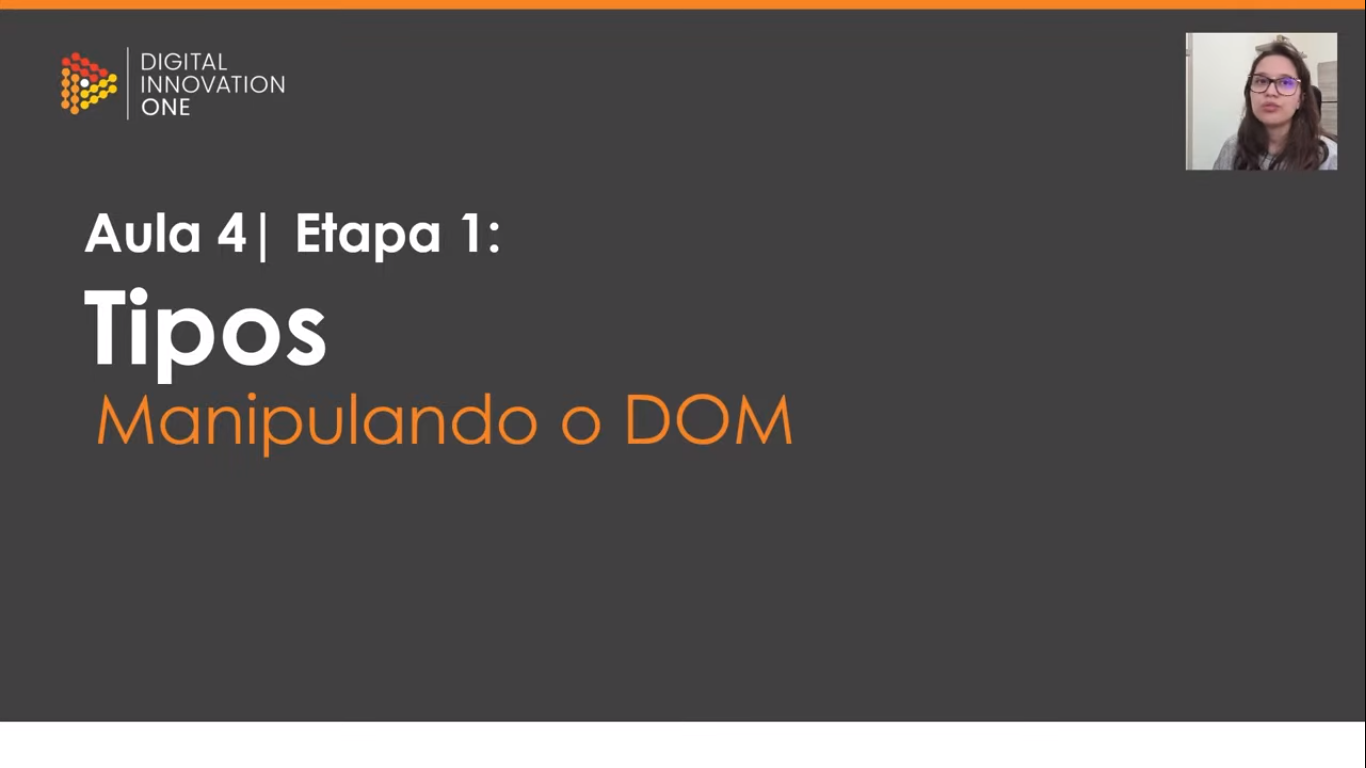 DIGITAL
INNOVATION
ONE
Aula 4| Etapa 1:
Tipos
Manipulando o DOM